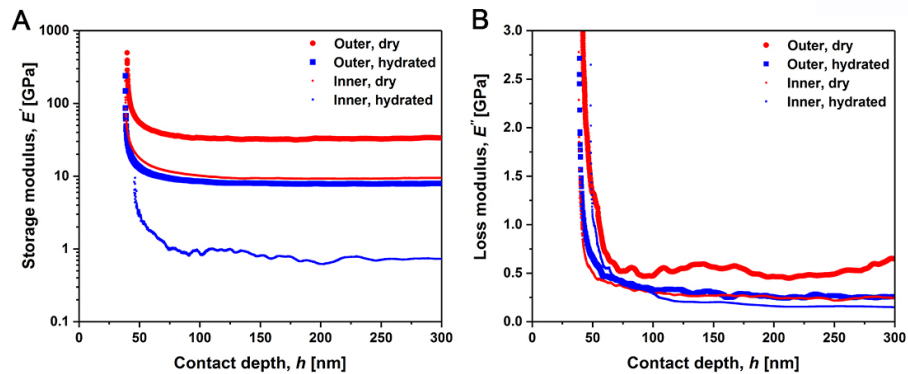 A
Storage modulus, E' [GPa]
1000
100
10
1
0.1
0
50
100
150
200
250
300
Contact depth, h [nm]
Outer, dry
Outer, hydrated
Inner, dry
Inner, hydrated
B
Loss modulus, E" [GPa]
3.0
2.5
2.0
1.5
1.0
0.5
0.0
0
50
100
150
200
250
300
Contact depth, h [nm]
Outer, dry
Outer, hydrated
Inner, dry
Inner, hydrated